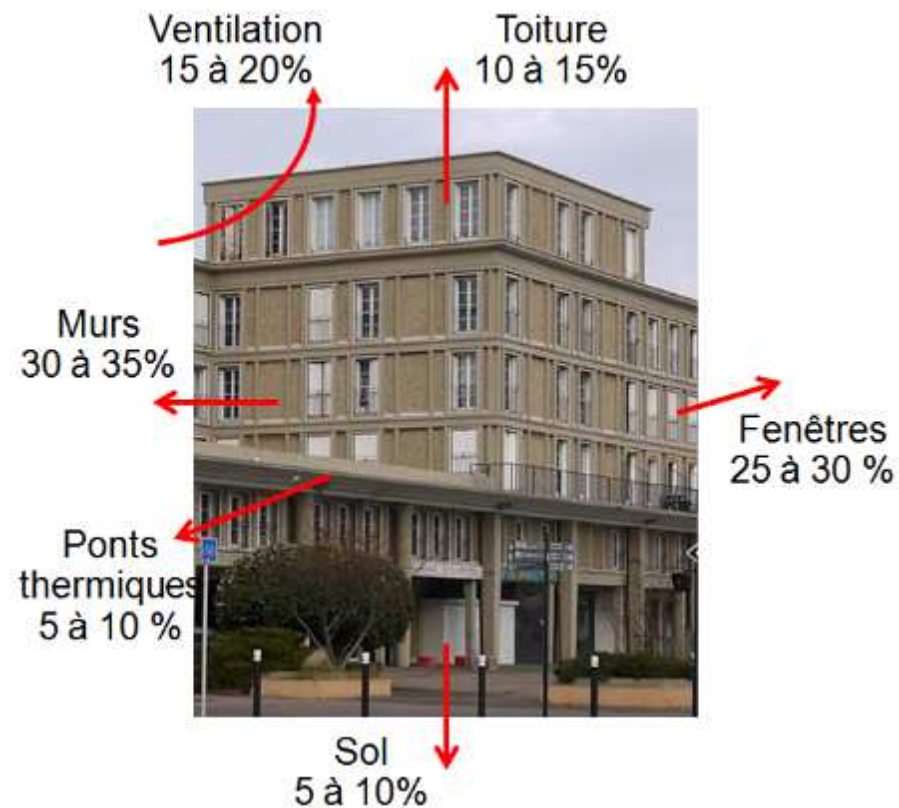 Ventilation
15 à 20%
Toiture
10 à 15%
Murs
30 à 35%
Fenêtres
25 à 30 %
Ponts
thermiques
5 à 10 %
Sol
5 à 10%